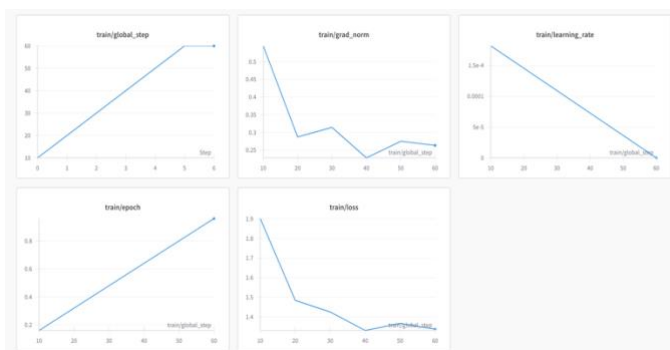 train/global_step
60
50
40
30
20
10
Step
0 1 2 3 4 5 6
train/grad_norm
0.5
0.45
0.4
0.35
0.3
0.25
train/global_step
10 20 30 40 50 60
train/learning_rate
1.5e-4
0.0001
5e-5
0
train/global_step
10 20 30 40 50 60
train/epoch
0.8
0.6
0.4
0.2
train/global_step
10 20 30 40 50 60
train/loss
1.9
1.8
1.7
1.6
1.5
1.4
train/global_step
10 20 30 40 50 60